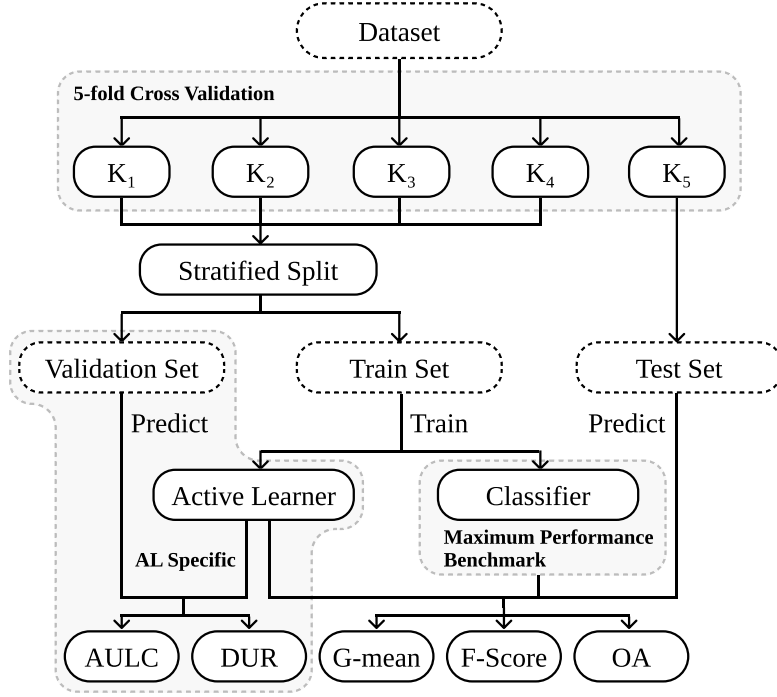 Dataset
5-fold Cross Validation
K1
K2
K3
K4
K5
Stratified Split
Validation Set
Train Set
Test Set
Predict
Train
Predict
Active Learner
Classifier
AL Specific
Maximum Performance
Benchmark
AULC
DUR
G-mean
F-Score
OA